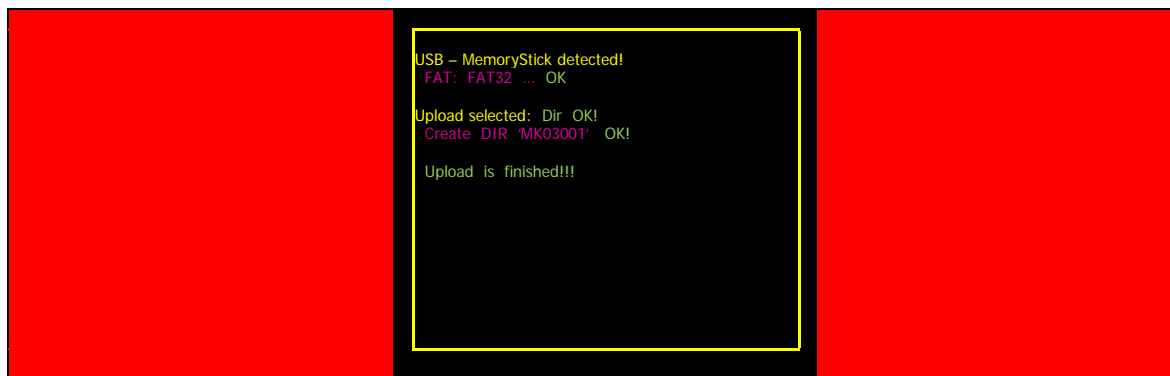 USB – MemoryStick detected!
FAT: FAT32 ... OK
Upload selected: Dir OK!
Create DIR 'MK03001' OK!
Upload is finished!!!